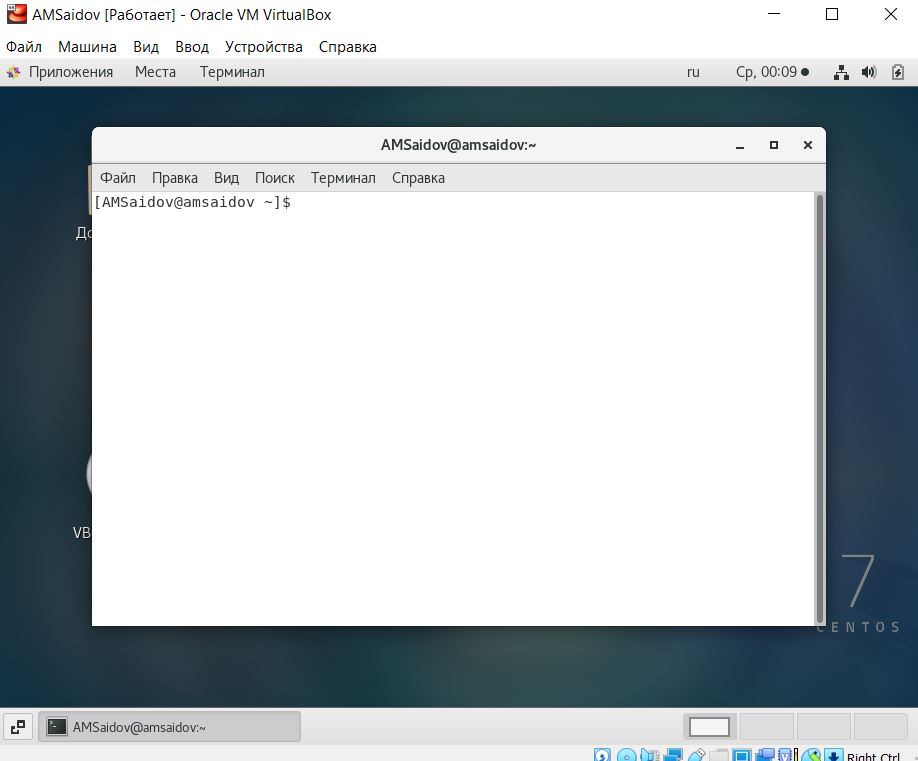 AMSaidov [Работает] - Oracle VM VirtualBox
Файл Машина Вид Ввод Устройства Справка
Приложения Места Терминал ru Ср, 00:09
AMSaidov@amsaidov:~
Файл Правка Вид Поиск Терминал Справка
[AMSaidov@amsaidov ~]$
До
VB
7
CENTOS
AMSaidov@amsaidov:~
Right Ctrl